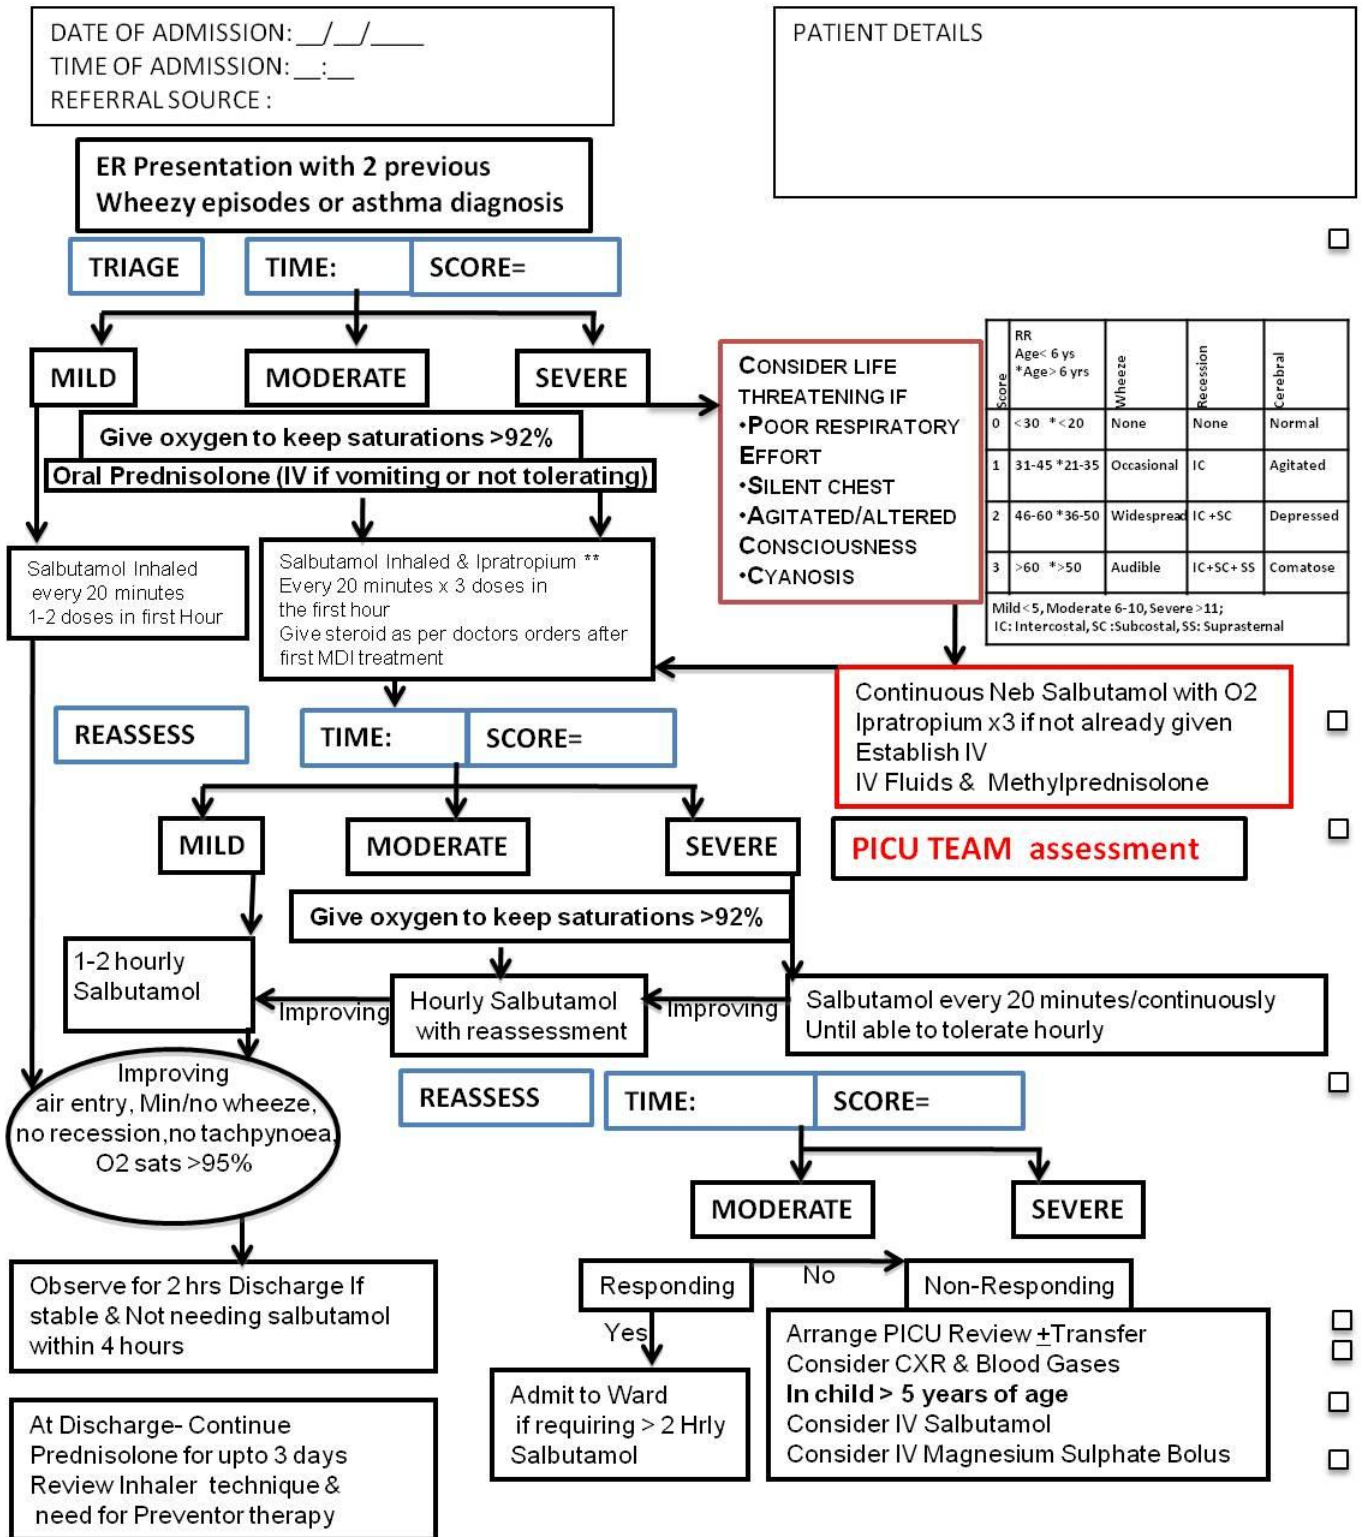 DATE OF ADMISSION: __/__/____
TIME OF ADMISSION: __:__
REFERRAL SOURCE :
PATIENT DETAILS
ER Presentation with 2 previous
Wheezy episodes or asthma diagnosis
TRIAGE
TIME:
SCORE=
MILD
MODERATE
SEVERE
Give oxygen to keep saturations >92%
Oral Prednisolone (IV if vomiting or not tolerating)
CONSIDER LIFE
THREATENING IF
•POOR RESPIRATORY
EFFORT
•SILENT CHEST
•AGITATED/ALTERED
CONSCIOUSNESS
•CYANOSIS
Score
RR
Age< 6 ys
*Age> 6 yrs
Wheeze
Recession
Cerebral
0 <30 *<20 None None Normal
1 31-45 *21-35 Occasional IC Agitated
2 46-60 *36-50 Widespread IC +SC Depressed
3 >60 *>50 Audible IC+SC+ SS Comatose
Mild<5, Moderate 6-10, Severe >11;
IC: Intercostal, SC :Subcostal, SS: Suprasternal
Salbutamol Inhaled
every 20 minutes
1-2 doses in first Hour
Salbutamol Inhaled & Ipratropium **
Every 20 minutes x 3 doses in
the first hour
Give steroid as per doctors orders after
first MDI treatment
Continuous Neb Salbutamol with O2
Ipratropium x3 if not already given
Establish IV
IV Fluids & Methylprednisolone
REASSESS
TIME:
SCORE=
MILD
MODERATE
SEVERE
PICU TEAM assessment
Give oxygen to keep saturations >92%
1-2 hourly
Salbutamol
Improving
Hourly Salbutamol
with reassessment
Improving
Salbutamol every 20 minutes/continuously
Until able to tolerate hourly
Improving
air entry, Min/no wheeze,
no recession,no tachpynoea,
O2 sats >95%
REASSESS
TIME:
SCORE=
MODERATE
SEVERE
Observe for 2 hrs Discharge If
stable & Not needing salbutamol
within 4 hours
Responding
No
Non-Responding
Yes
Admit to Ward
if requiring > 2 Hrly
Salbutamol
Arrange PICU Review +Transfer
Consider CXR & Blood Gases
In child > 5 years of age
Consider IV Salbutamol
Consider IV Magnesium Sulphate Bolus
At Discharge- Continue
Prednisolone for upto 3 days
Review Inhaler technique &
need for Preventor therapy